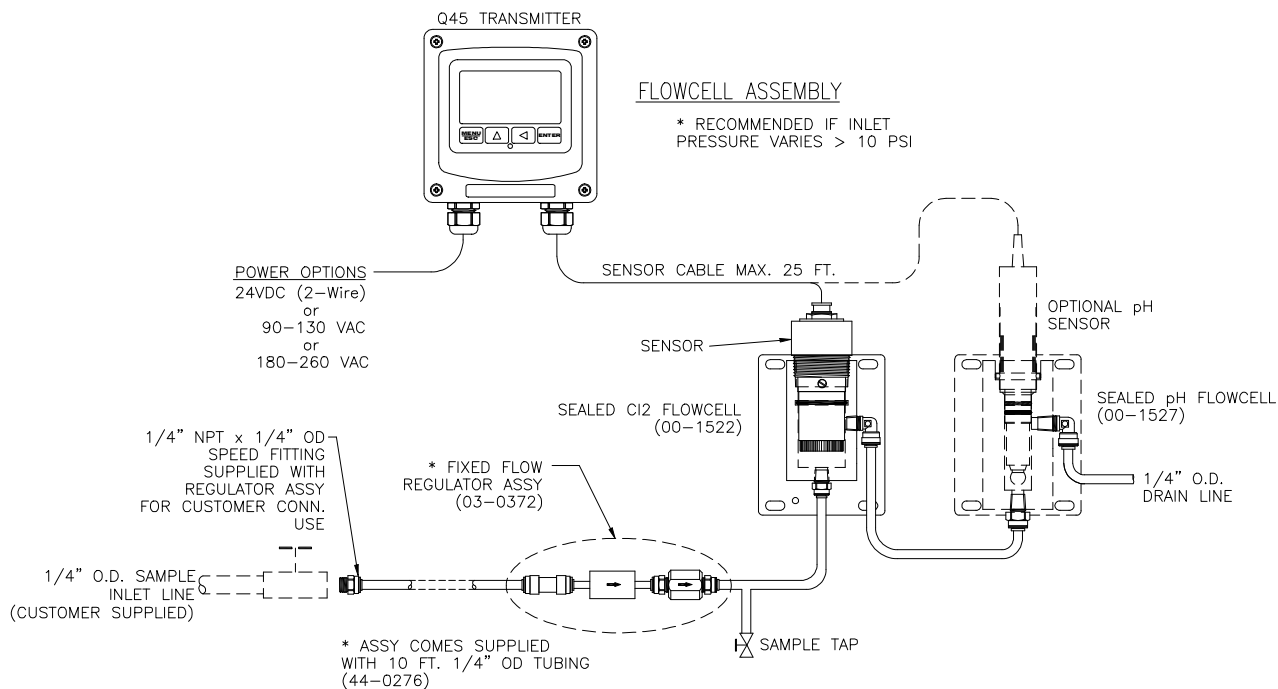 Q45 TRANSMITTER
MENU
ESC
ENTER
FLOWCELL ASSEMBLY
* RECOMMENDED IF INLET
PRESSURE VARIES > 10 PSI
POWER OPTIONS
24VDC (2-Wire)
or
90-130 VAC
or
180-260 VAC
SENSOR CABLE MAX. 25 FT.
OPTIONAL pH
SENSOR
SENSOR
SEALED Cl2 FLOWCELL
(00-1522)
SEALED pH FLOWCELL
(00-1527)
1/4" NPT x 1/4" OD
SPEED FITTING
SUPPLIED WITH
REGULATOR ASSY
FOR CUSTOMER CONN.
USE
* FIXED FLOW
REGULATOR ASSY
(03-0372)
1/4" O.D.
DRAIN LINE
1/4" O.D. SAMPLE
INLET LINE
(CUSTOMER SUPPLIED)
* ASSY COMES SUPPLIED
WITH 10 FT. 1/4" OD TUBING
(44-0276)
SAMPLE TAP